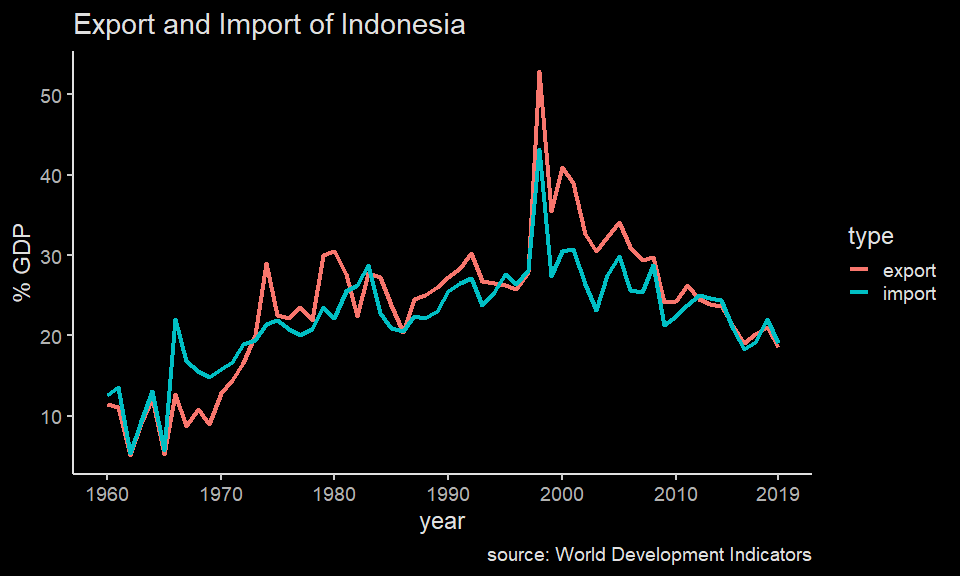 Export and Import of Indonesia
% GDP
50
40
30
20
10
1960 1970 1980 1990 2000 2010 2019
year
type
export
import
source: World Development Indicators